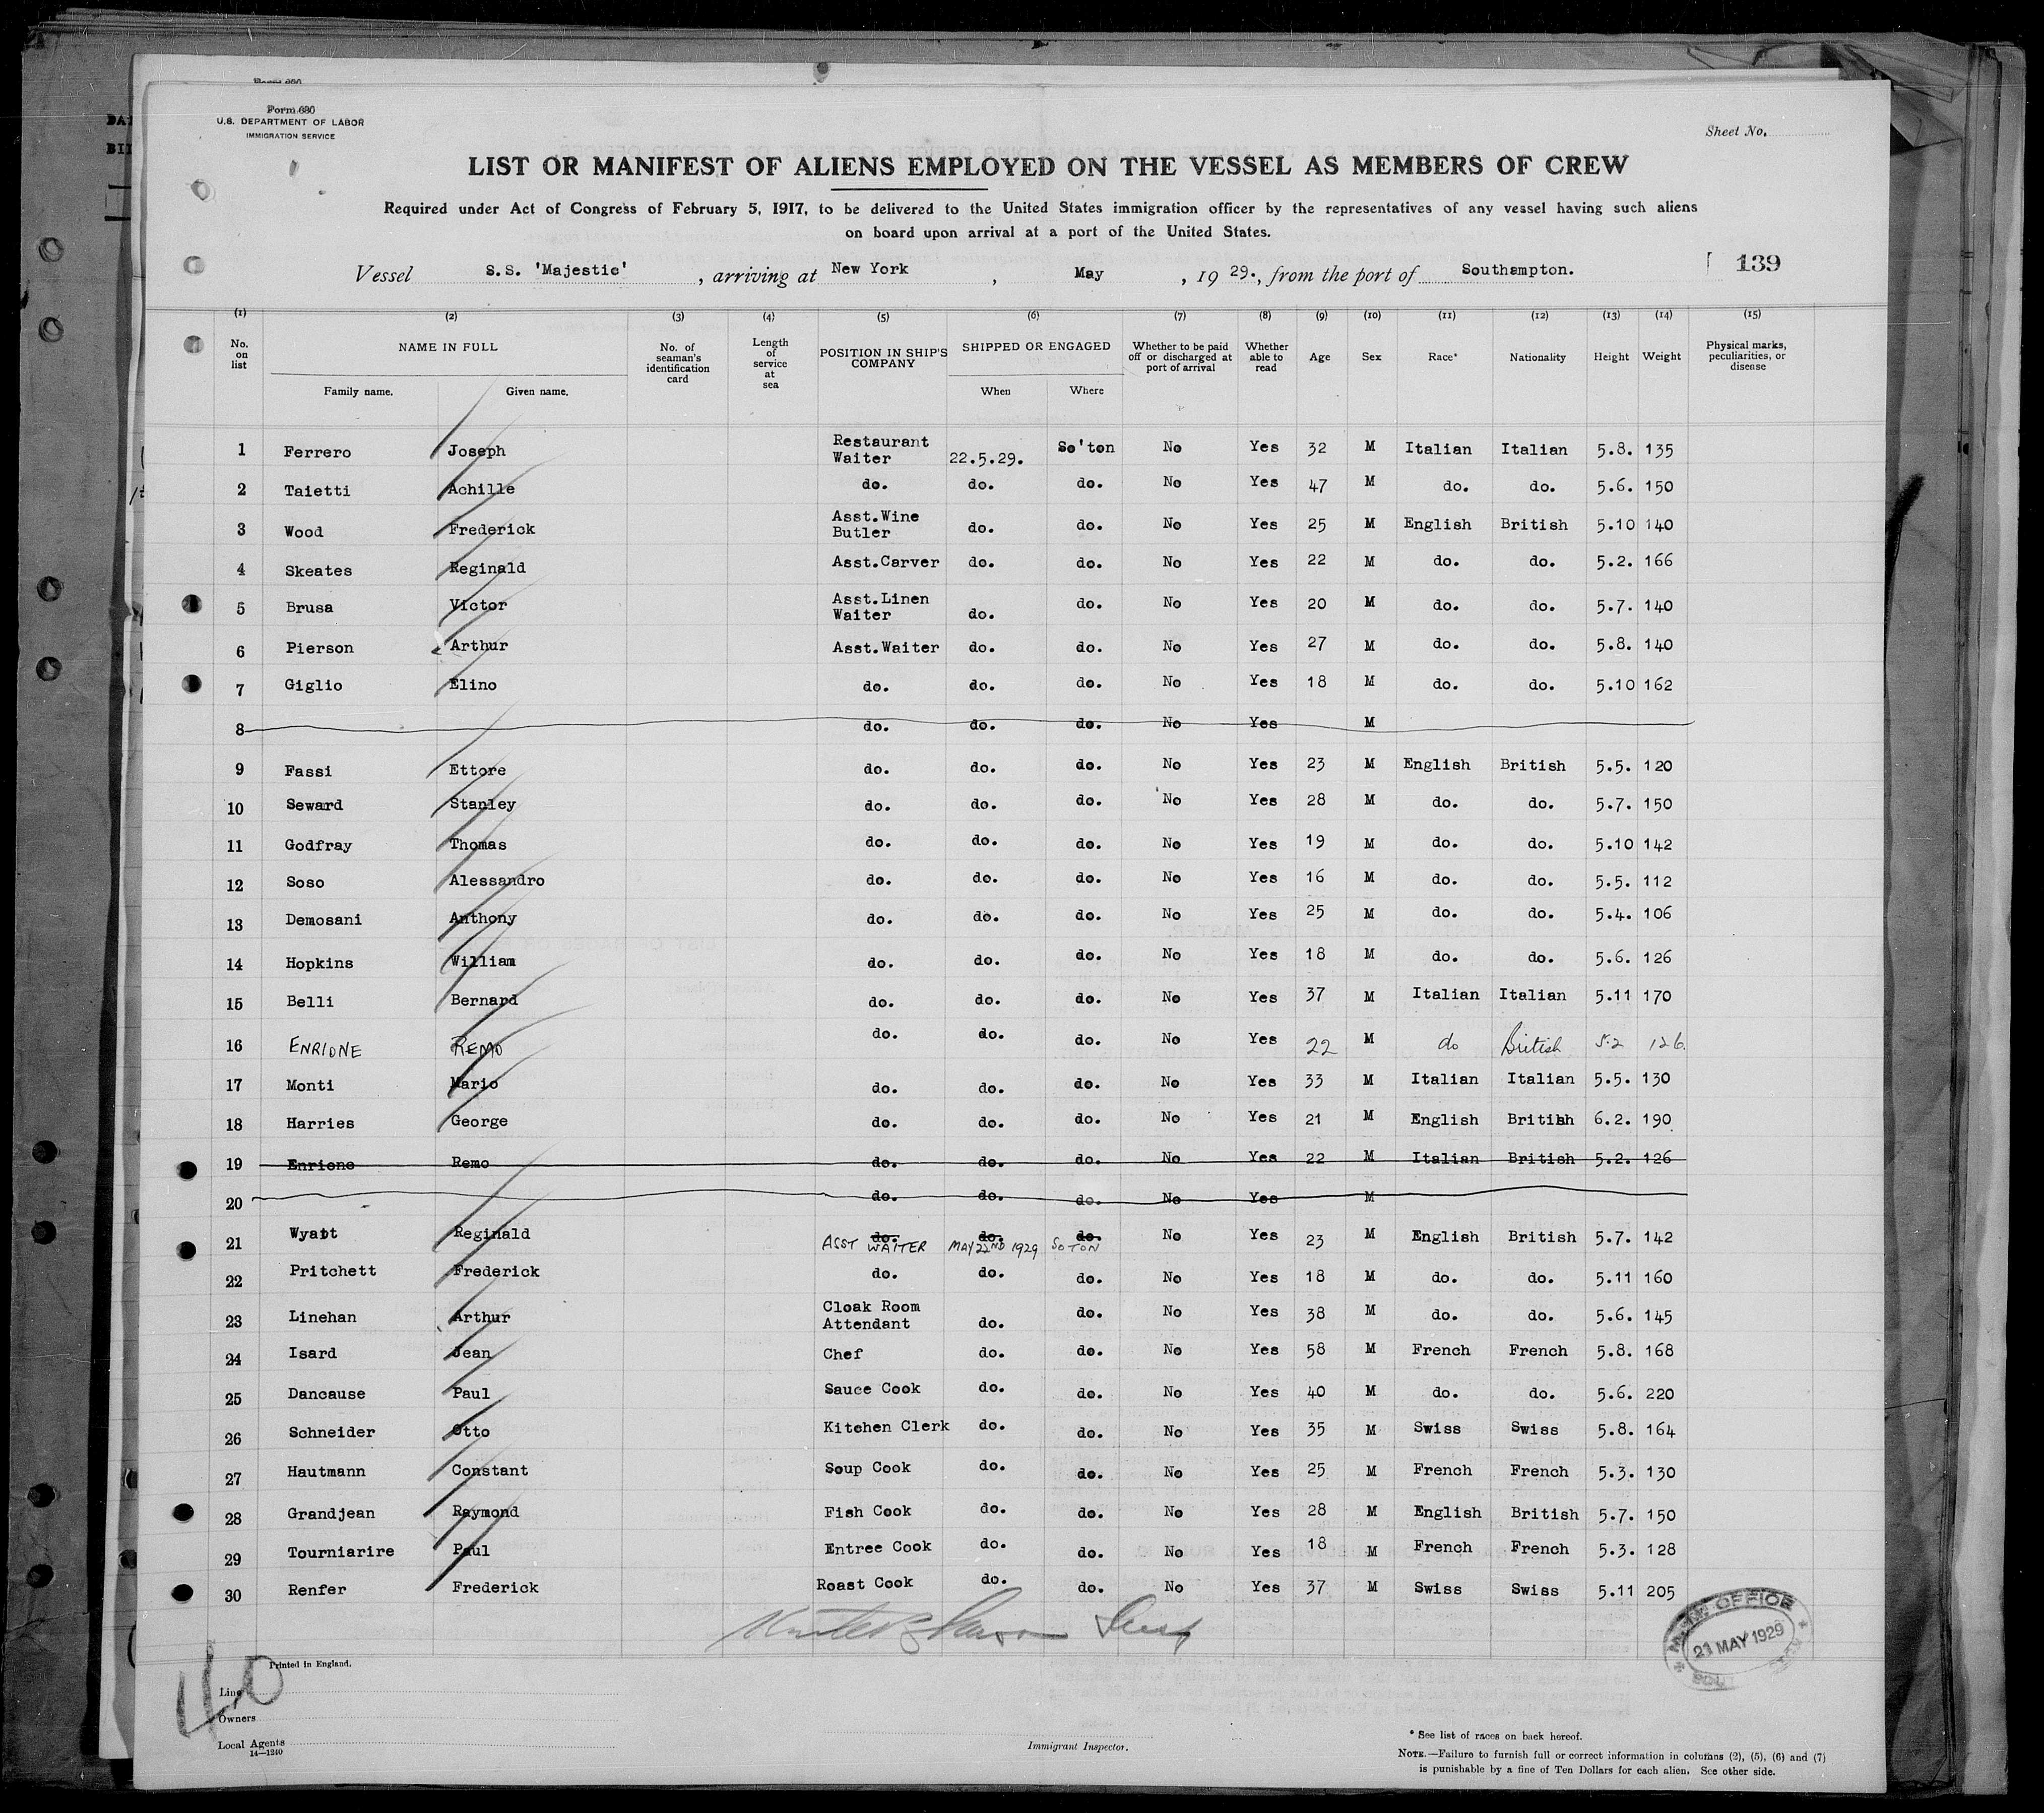 Form 680
U.S. DEPARTMENT OF LABOR
IMMIGRATION SERVICE
Sheet No.
LIST OR MANIFEST OF ALIENS EMPLOYED ON THE VESSEL AS MEMBERS OF CREW
Required under Act of Congress of February 5, 1917, to be delivered to the United States immigration officer by the representatives of any vessel having such aliens
on board upon arrival at a port of the United States.
Vessel S.S. 'Majestic', arriving at New York, May, 1929., from the port of Southampton.
139
(1) (2) (3) (4) (5) (6) (7) (8) (9) (10) (11) (12) (13) (14) (15)
No. on list NAME IN FULL Family name. Given name. No. of seaman's identification card Length of service at sea POSITION IN SHIP'S COMPANY SHIPPED OR ENGAGED When Where Whether to be paid off or discharged at port of arrival Whether able to read Age Sex Race* Nationality Height Weight Physical marks, peculiarities, or disease
1 Ferrero Joseph Restaurant Waiter 22.5.29. So'ton No Yes 32 M Italian Italian 5.8. 135
2 Taietti Achille do. do. do. No Yes 47 M do. do. 5.6. 150
3 Wood Frederick Asst.Wine Butler do. do. No Yes 25 M English British 5.10 140
4 Skeates Reginald Asst.Carver do. do. No Yes 22 M do. do. 5.2. 166
5 Brusa Victor Asst.Linen Waiter do. do. No Yes 20 M do. do. 5.7. 140
6 Pierson Arthur Asst.Waiter do. do. No Yes 27 M do. do. 5.8. 140
7 Giglio Elino do. do. do. No Yes 18 M do. do. 5.10 162
8 do. do. do. No Yes M
9 Fassi Ettore do. do. do. No Yes 23 M English British 5.5. 120
10 Seward Stanley do. do. do. No Yes 28 M do. do. 5.7. 150
11 Godfray Thomas do. do. do. No Yes 19 M do. do. 5.10 142
12 Soso Alessandro do. do. do. No Yes 16 M do. do. 5.5. 112
13 Demosani Anthony do. do. do. No Yes 25 M do. do. 5.4. 106
14 Hopkins William do. do. do. No Yes 18 M do. do. 5.6. 126
15 Belli Bernard do. do. do. No Yes 37 M Italian Italian 5.11 170
16 ENRIONE REMO do. do. do. No Yes 22 M do British 5.2 126.
17 Monti Mario do. do. do. No Yes 33 M Italian Italian 5.5. 130
18 Harries George do. do. do. No Yes 21 M English British 6.2. 190
19 Enrione Remo do. do. do. No Yes 22 M Italian British 5.2. 126
20 do. do. do. No Yes M
21 Wyatt Reginald do. do. do. No Yes 23 M English British 5.7. 142
ASST WAITER MAY 22ND 1929 SOTON
22 Pritchett Frederick do. do. do. No Yes 18 M do. do. 5.11 160
23 Linehan Arthur Cloak Room Attendant do. do. No Yes 38 M do. do. 5.6. 145
24 Isard Jean Chef do. do. No Yes 58 M French French 5.8. 168
25 Dancause Paul Sauce Cook do. do. No Yes 40 M do. do. 5.6. 220
26 Schneider Otto Kitchen Clerk do. do. No Yes 35 M Swiss Swiss 5.8. 164
27 Hautmann Constant Soup Cook do. do. No Yes 25 M French French 5.3. 130
28 Grandjean Raymond Fish Cook do. do. No Yes 28 M English British 5.7. 150
29 Tourniarire Paul Entree Cook do. do. No Yes 18 M French French 5.3. 128
30 Renfer Frederick Roast Cook do. do. No Yes 37 M Swiss Swiss 5.11 205
OFFICE
21 MAY 1929
Printed in England.
Line
Owners
Local Agents
14—1240
Immigrant Inspector.
* See list of races on back hereof.
NOTE.—Failure to furnish full or correct information in columns (2), (5), (6) and (7)
is punishable by a fine of Ten Dollars for each alien. See other side.